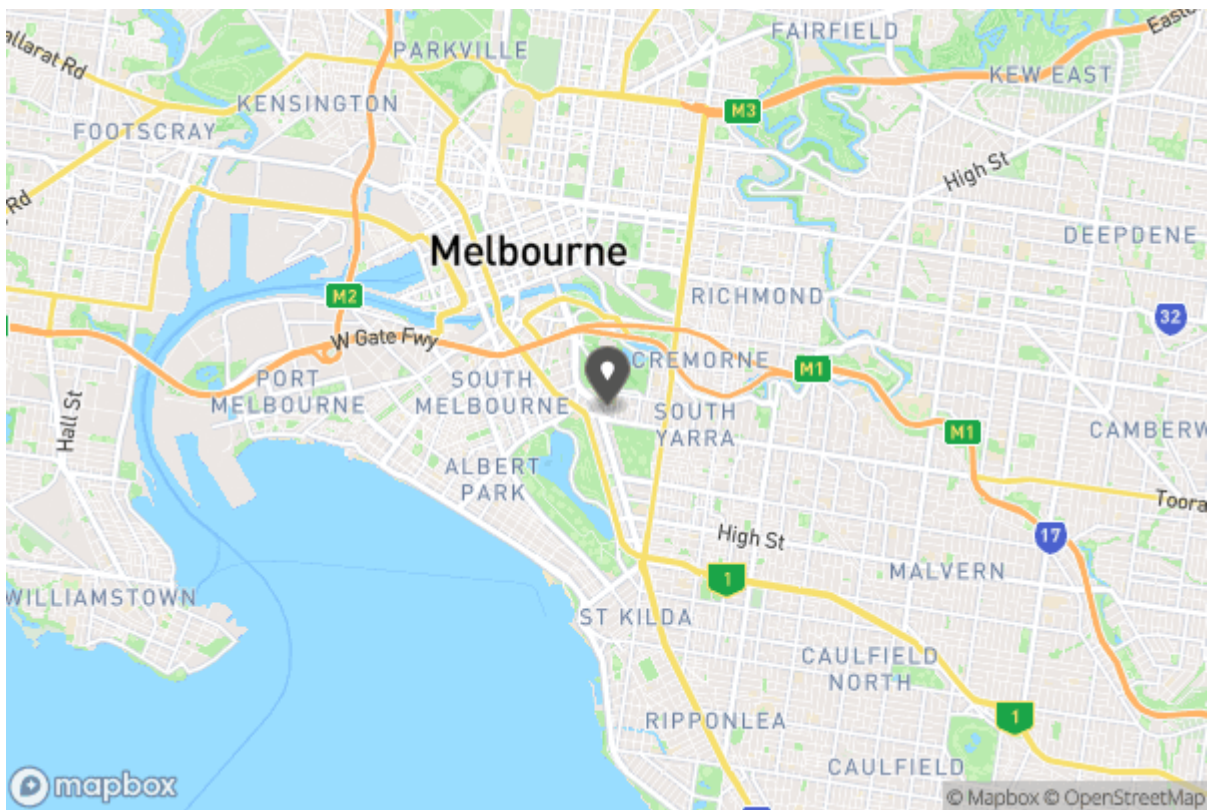 FAIRFIELD
Easte
allarat Rd
PARKVILLE
KEW EAST
KENSINGTON
M3
FOOTSCRAY
High St
Rd
DEEPDENE
Melbourne
M2
RICHMOND
32
W Gate Fwy
CREMORNE
M1
PORT
MELBOURNE
SOUTH
MELBOURNE
SOUTH
YARRA
Hall St
M1
CAMBERW
ALBERT
PARK
Toora
High St
17
1
MALVERN
WILLIAMSTOWN
ST KILDA
CAULFIELD
NORTH
RIPPONLEA
1
CAULFIELD
mapbox
© Mapbox © OpenStreetMap